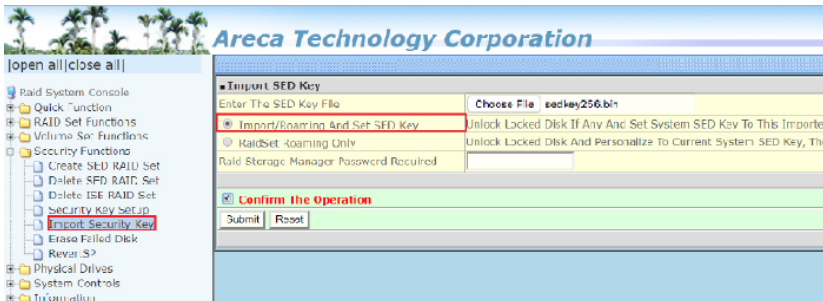 Areca Technology Corporation
|open all|close all|
Raid System Console
Quick Function
RAID Set Functions
Volume Set Functions
Security Functions
Create SED RAID Set
Delete SED RAID Set
Delete ISE RAID Set
Security Key Setup
Import Security Key
Erase Failed Disk
RevertSP
Physical Drives
System Controls
Information
Import SED Key
Enter The SED Key File Choose File sedkey256.bin
Import/Roaming And Set SED Key Unlock Locked Disk If Any And Set System SED Key To This Importe
RaidSet Roaming Only Unlock Locked Disk And Personalize To Current System SED Key, The
Raid Storage Manager Password Required
Confirm The Operation
Submit Reset